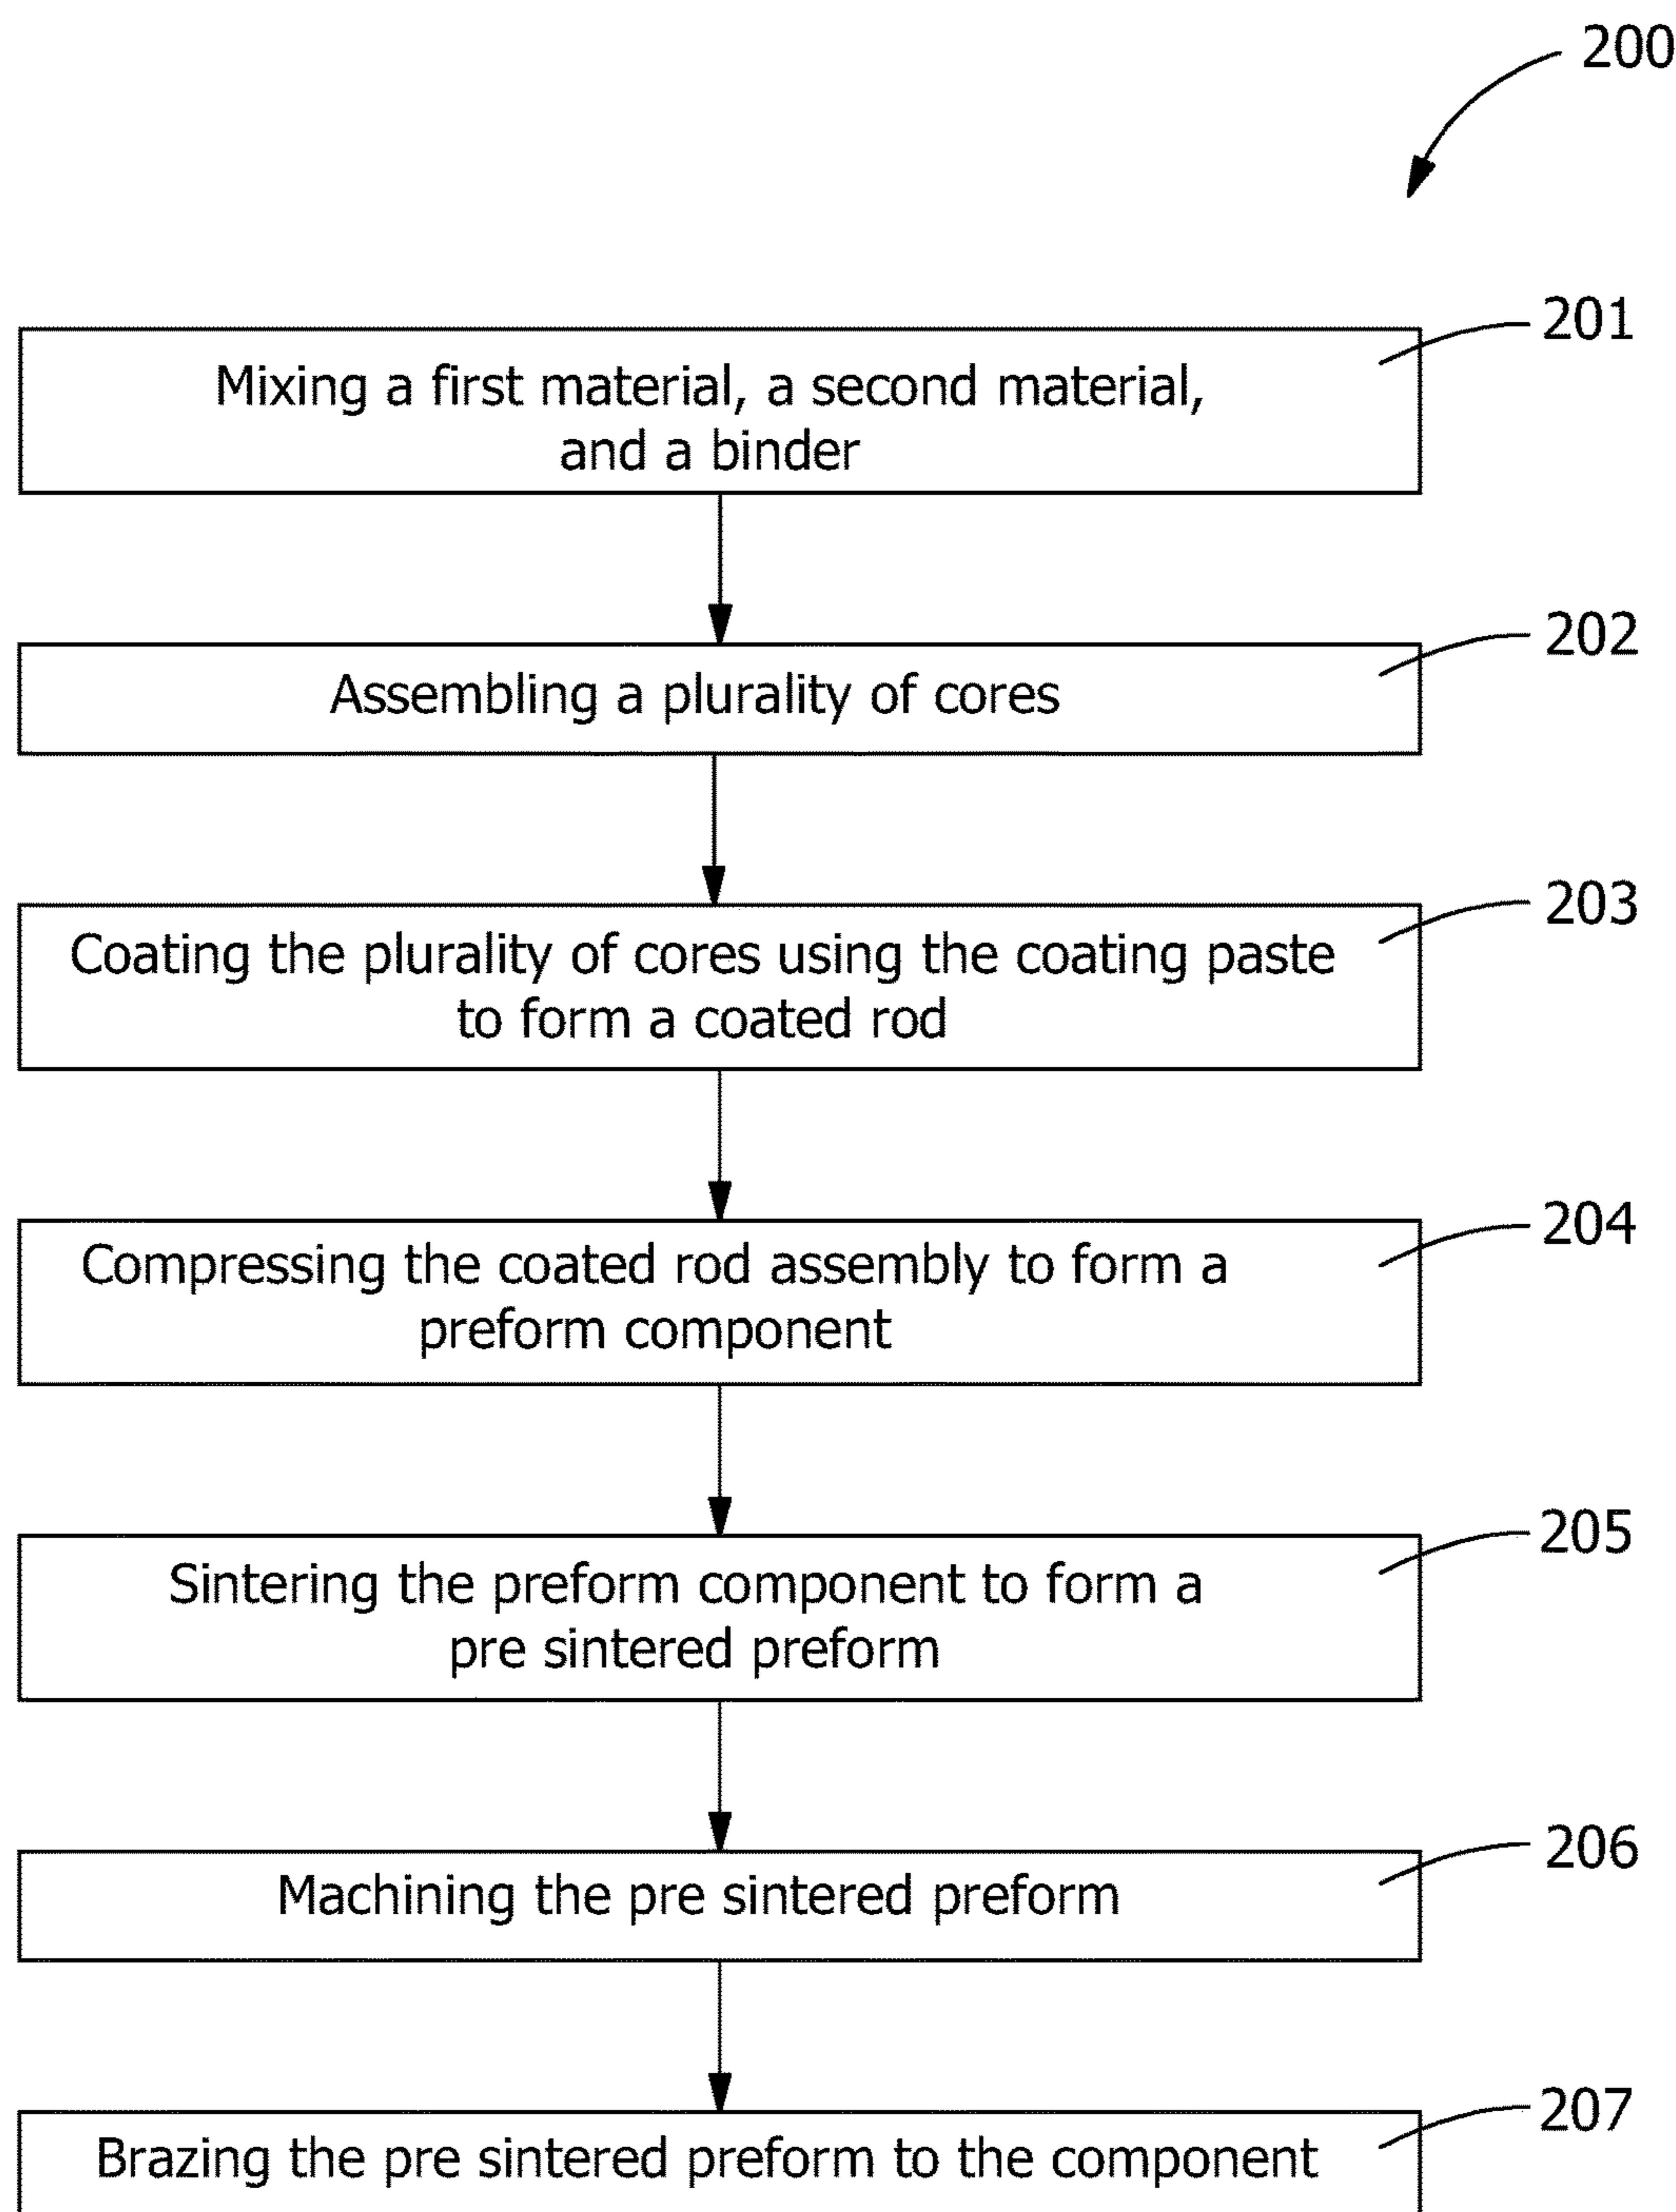 200
201
Mixing a first material, a second material,
and a binder
202
Assembling a plurality of cores
203
Coating the plurality of cores using the coating paste
to form a coated rod
204
Compressing the coated rod assembly to form a
preform component
205
Sintering the preform component to form a
pre sintered preform
206
Machining the pre sintered preform
207
Brazing the pre sintered preform to the component